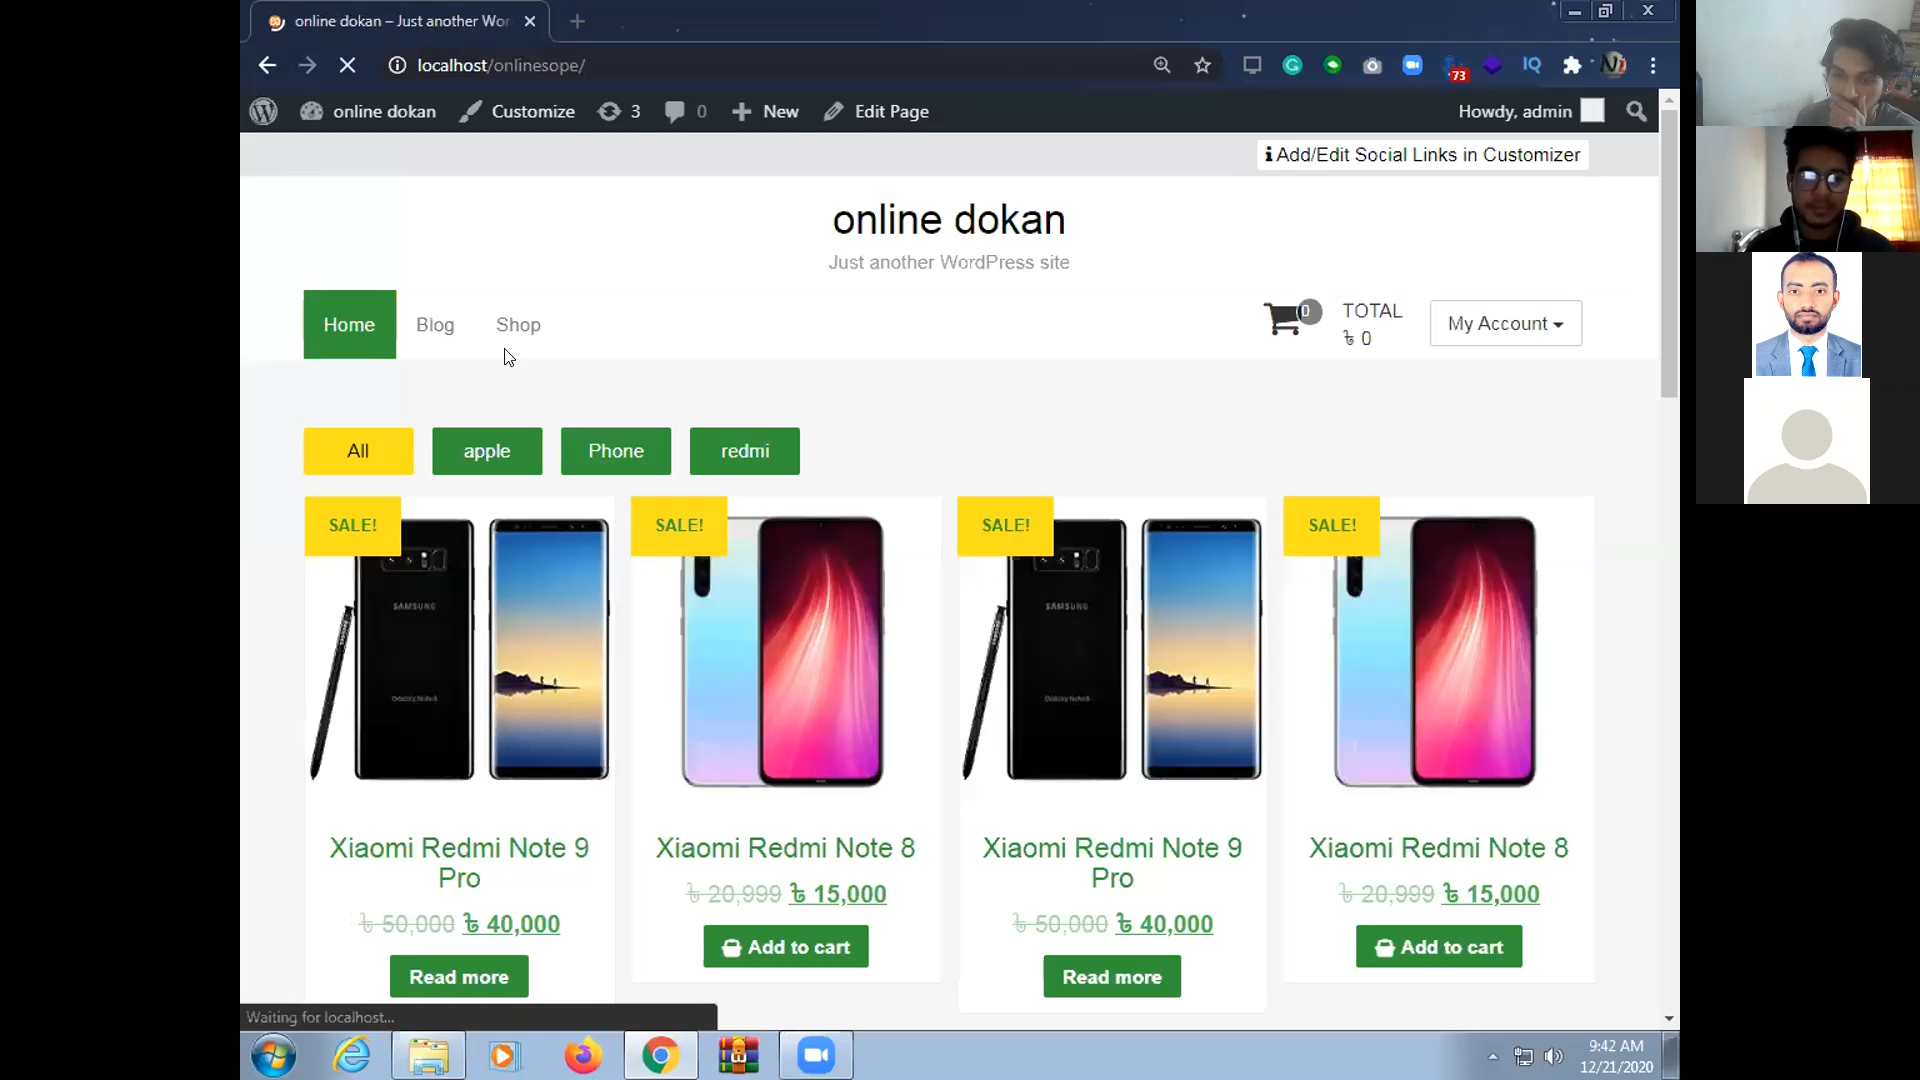 online dokan – Just another Wor
localhost/onlinesope/
73
IQ
online dokan
Customize
3
0
New
Edit Page
Howdy, admin
Add/Edit Social Links in Customizer
online dokan
Just another WordPress site
Home
Blog
Shop
0
TOTAL
৳ 0
My Account
All
apple
Phone
redmi
SALE!
SALE!
SALE!
SALE!
SAMSUNG
SAMSUNG
Xiaomi Redmi Note 9 Pro
৳ 50,000 ৳ 40,000
Read more
Xiaomi Redmi Note 8
৳ 20,999 ৳ 15,000
Add to cart
Xiaomi Redmi Note 9 Pro
৳ 50,000 ৳ 40,000
Read more
Xiaomi Redmi Note 8
৳ 20,999 ৳ 15,000
Add to cart
Waiting for localhost...
9:42 AM
12/21/2020